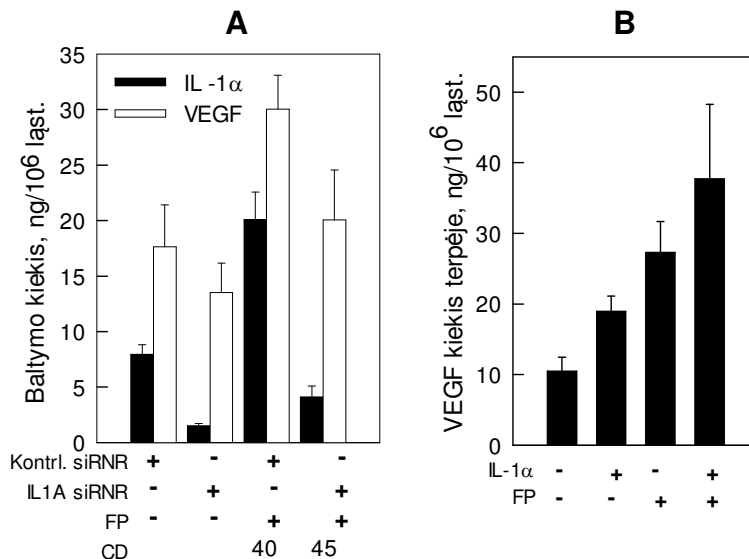 A
Baltymo kiekis, ng/10⁶ ląst.
35
30
25
20
15
10
5
0
IL -1α
VEGF
Kontrl. siRNR + - + -
IL1A siRNR - + - +
FP - - + +
CD 40 45
B
VEGF kiekis terpėje, ng/10⁶ ląst.
50
40
30
20
10
0
IL-1α - + - +
FP - - + +